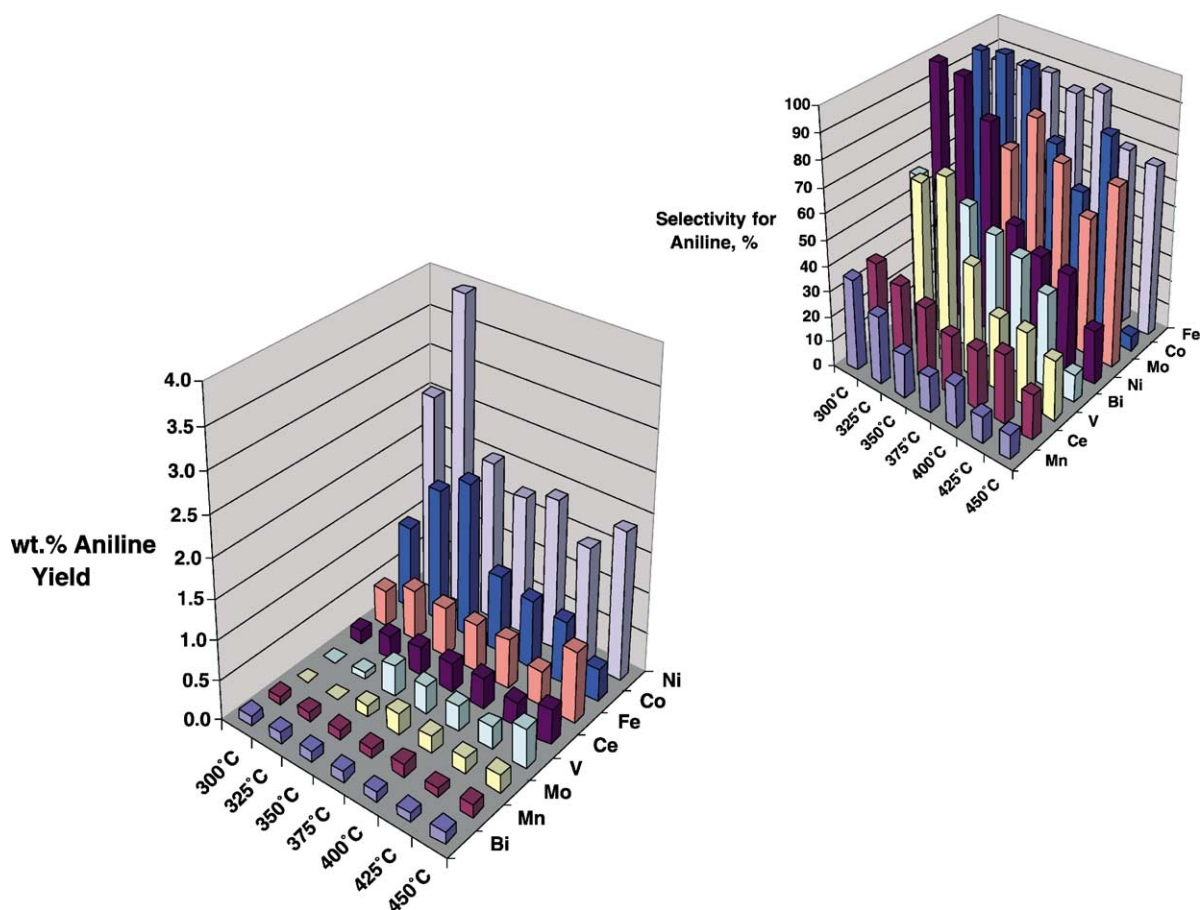 wt.% Aniline
Yield
4.0
3.5
3.0
2.5
2.0
1.5
1.0
0.5
0.0
300˚C
325˚C
350˚C
375˚C
400˚C
425˚C
450˚C
Bi
Mn
Mo
V
Ce
Fe
Co
Ni
Selectivity for
Aniline, %
100
90
80
70
60
50
40
30
20
10
0
300˚C
325˚C
350˚C
375˚C
400˚C
425˚C
450˚C
Mn
Ce
V
Bi
Ni
Mo
Co
Fe